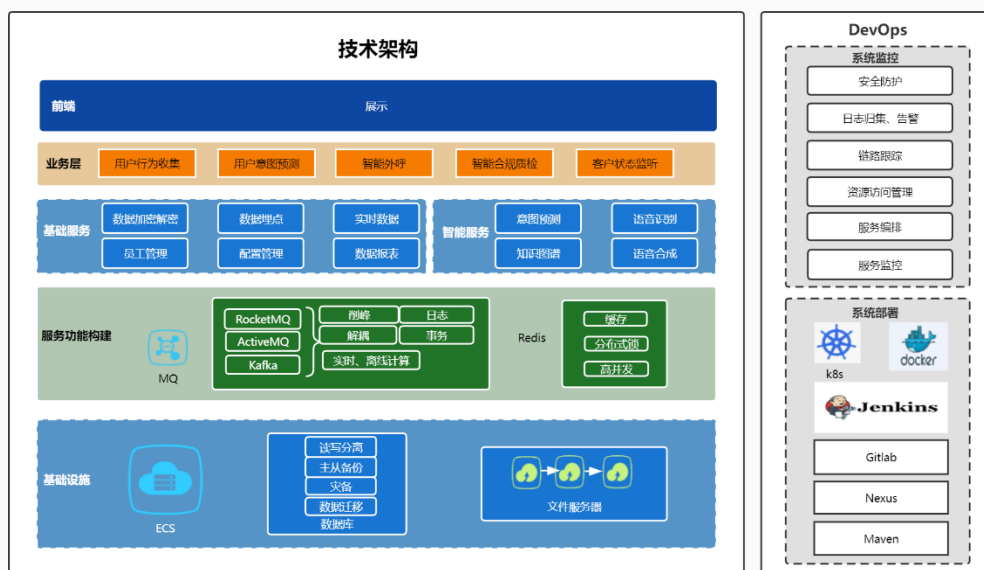 技术架构
前端
展示
业务层
用户行为收集
用户意图预测
智能外呼
智能合规质检
客户状态监听
基础服务
数据加密解密
数据埋点
实时数据
员工管理
配置管理
数据报表
智能服务
意图预测
语音识别
知识图谱
语音合成
服务功能构建
MQ
RocketMQ
ActiveMQ
Kafka
削峰
日志
解耦
事务
实时、离线计算
Redis
缓存
分布式锁
高并发
基础设施
ECS
读写分离
主从备份
灾备
数据迁移
数据库
文件服务器
DevOps
系统监控
安全防护
日志归集、告警
链路跟踪
资源访问管理
服务编排
服务监控
系统部署
k8s
docker
Jenkins
Gitlab
Nexus
Maven